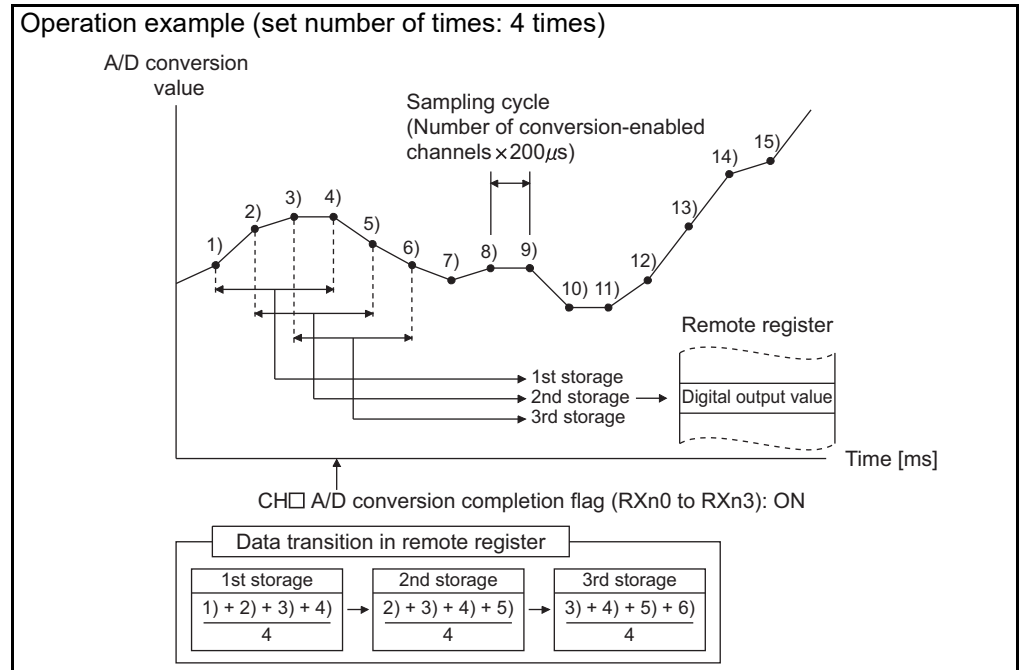 Operation example (set number of times: 4 times)
A/D conversion
value
Sampling cycle
(Number of conversion-enabled
channels×200μs)
1)
2)
3)
4)
5)
6)
7)
8)
9)
10)
11)
12)
13)
14)
15)
Remote register
1st storage
2nd storage
3rd storage
Digital output value
Time [ms]
CH□ A/D conversion completion flag (RXn0 to RXn3): ON
Data transition in remote register
1st storage
1) + 2) + 3) + 4)
4
2nd storage
2) + 3) + 4) + 5)
4
3rd storage
3) + 4) + 5) + 6)
4